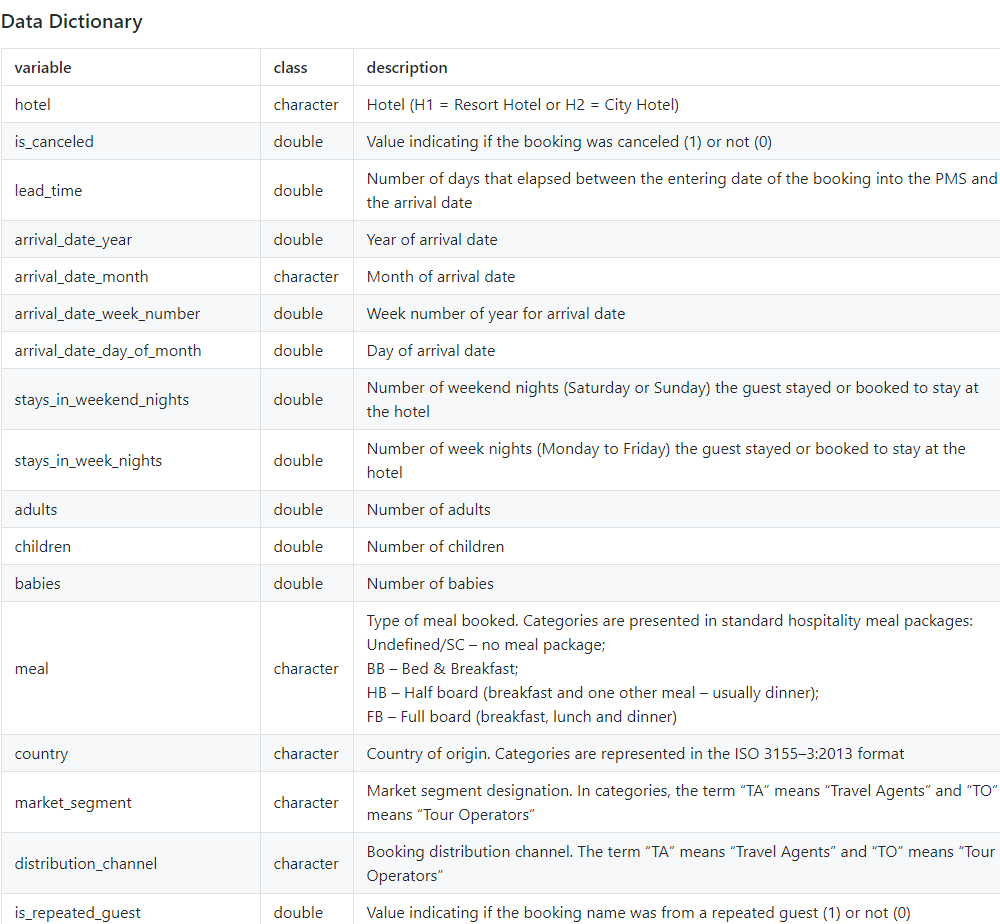 Data Dictionary
variable class description
hotel character Hotel (H1 = Resort Hotel or H2 = City Hotel)
is_canceled double Value indicating if the booking was canceled (1) or not (0)
lead_time double Number of days that elapsed between the entering date of the booking into the PMS and
the arrival date
arrival_date_year double Year of arrival date
arrival_date_month character Month of arrival date
arrival_date_week_number double Week number of year for arrival date
arrival_date_day_of_month double Day of arrival date
stays_in_weekend_nights double Number of weekend nights (Saturday or Sunday) the guest stayed or booked to stay at
the hotel
stays_in_week_nights double Number of week nights (Monday to Friday) the guest stayed or booked to stay at the
hotel
adults double Number of adults
children double Number of children
babies double Number of babies
meal character Type of meal booked. Categories are presented in standard hospitality meal packages:
Undefined/SC – no meal package;
BB – Bed & Breakfast;
HB – Half board (breakfast and one other meal – usually dinner);
FB – Full board (breakfast, lunch and dinner)
country character Country of origin. Categories are represented in the ISO 3155–3:2013 format
market_segment character Market segment designation. In categories, the term “TA” means “Travel Agents” and “TO”
means “Tour Operators”
distribution_channel character Booking distribution channel. The term “TA” means “Travel Agents” and “TO” means “Tour
Operators”
is_repeated_guest double Value indicating if the booking name was from a repeated guest (1) or not (0)